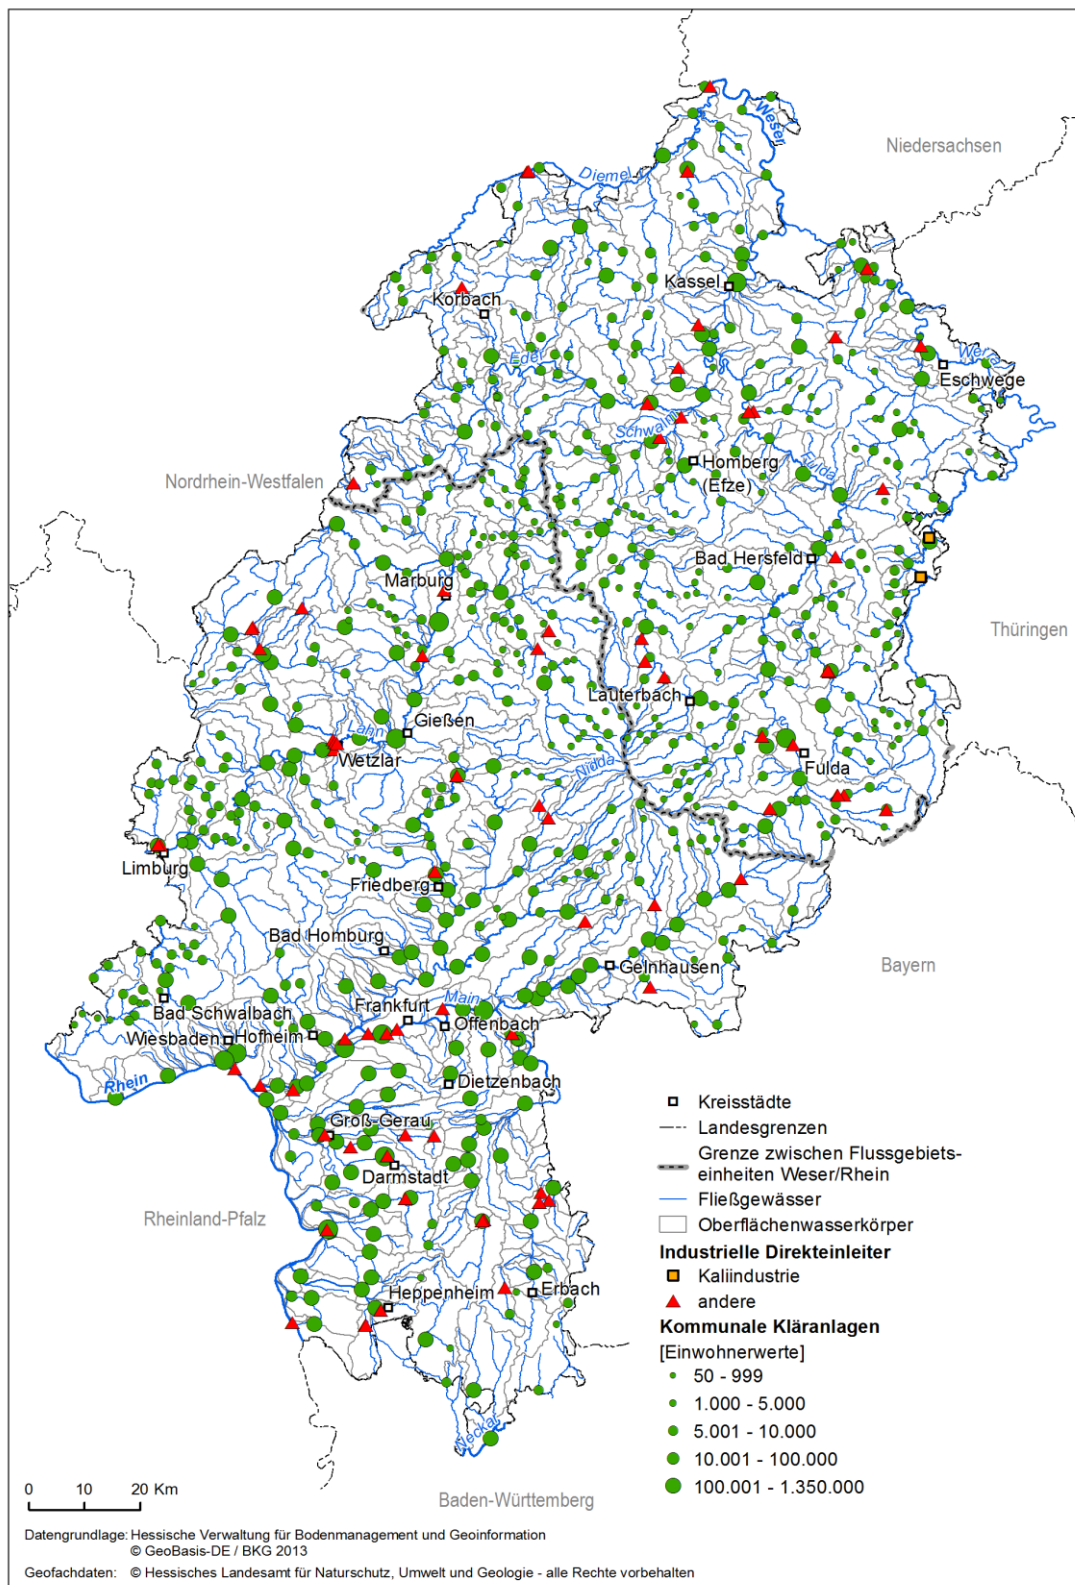 Weser
Niedersachsen
Diemel
Kassel
Korbach
Eder
Werra
Eschwege
Schwalm
Homberg
(Efze)
Fulda
Nordrhein-Westfalen
Bad Hersfeld
Marburg
Thüringen
Lauterbach
Gießen
Lahn
Wetzlar
Fulda
Nidda
Limburg
Friedberg
Bad Homburg
Gelnhausen
Bayern
Main
Bad Schwalbach
Frankfurt
Offenbach
Wiesbaden
Hofheim
Rhein
Dietzenbach
Groß-Gerau
Darmstadt
Rheinland-Pfalz
Heppenheim
Erbach
Neckar
Baden-Württemberg
Kreisstädte
Landesgrenzen
Grenze zwischen Flussgebiets-
einheiten Weser/Rhein
Fließgewässer
Oberflächenwasserkörper
Industrielle Direkteinleiter
Kaliindustrie
andere
Kommunale Kläranlagen
[Einwohnerwerte]
50 - 999
1.000 - 5.000
5.001 - 10.000
10.001 - 100.000
100.001 - 1.350.000
0 10 20 Km
Datengrundlage: Hessische Verwaltung für Bodenmanagement und Geoinformation
© GeoBasis-DE / BKG 2013
Geofachdaten: © Hessisches Landesamt für Naturschutz, Umwelt und Geologie - alle Rechte vorbehalten